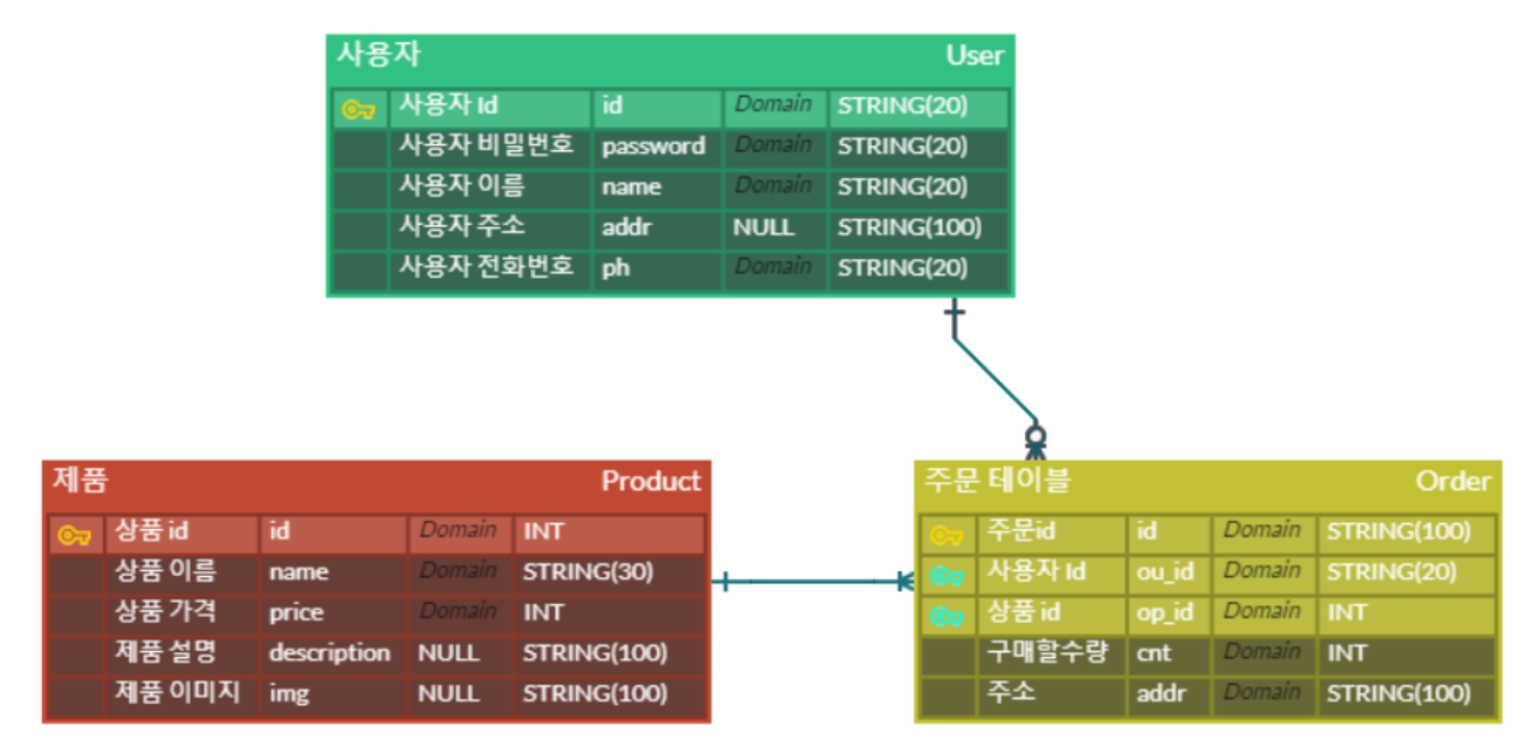 사용자 User
사용자 Id id Domain STRING(20)
사용자 비밀번호 password Domain STRING(20)
사용자 이름 name Domain STRING(20)
사용자 주소 addr NULL STRING(100)
사용자 전화번호 ph Domain STRING(20)
제품 Product
상품 id id Domain INT
상품 이름 name Domain STRING(30)
상품 가격 price Domain INT
제품 설명 description NULL STRING(100)
제품 이미지 img NULL STRING(100)
주문 테이블 Order
주문id id Domain STRING(100)
사용자 Id ou_id Domain STRING(20)
상품 id op_id Domain INT
구매할수량 cnt Domain INT
주소 addr Domain STRING(100)